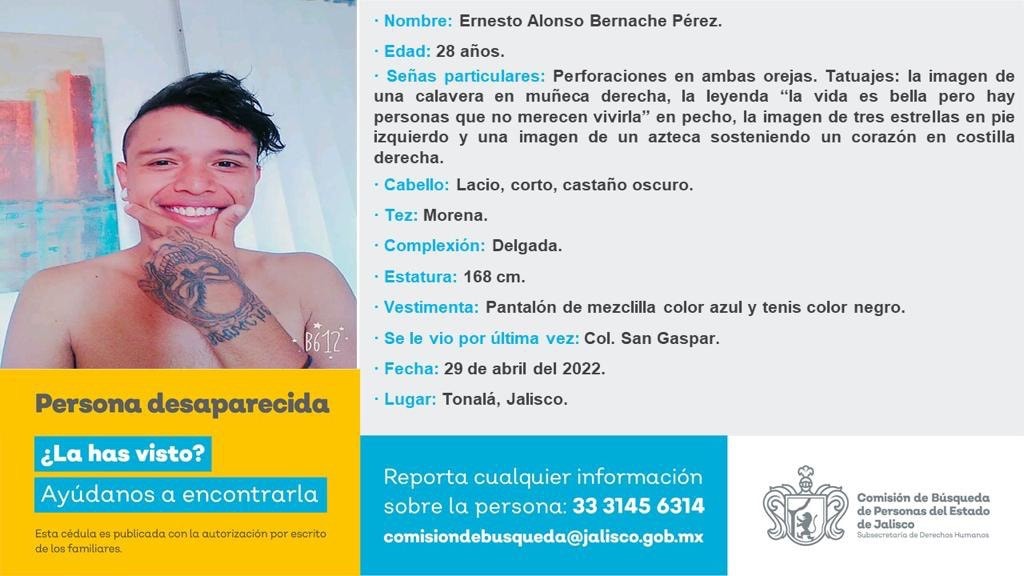 · Nombre: Ernesto Alonso Bernache Pérez.
· Edad: 28 años.
· Señas particulares: Perforaciones en ambas orejas. Tatuajes: la imagen de
una calavera en muñeca derecha, la leyenda “la vida es bella pero hay
personas que no merecen vivirla” en pecho, la imagen de tres estrellas en pie
izquierdo y una imagen de un azteca sosteniendo un corazón en costilla
derecha.
· Cabello: Lacio, corto, castaño oscuro.
· Tez: Morena.
· Complexión: Delgada.
· Estatura: 168 cm.
· Vestimenta: Pantalón de mezclilla color azul y tenis color negro.
· Se le vio por última vez: Col. San Gaspar.
· Fecha: 29 de abril del 2022.
· Lugar: Tonalá, Jalisco.
B612
Persona desaparecida
¿La has visto?
Ayúdanos a encontrarla
Esta cédula es publicada con la autorización por escrito
de los familiares.
Reporta cualquier información
sobre la persona: 33 3145 6314
comisiondebusqueda@jalisco.gob.mx
Comisión de Búsqueda
de Personas del Estado
de Jalisco
Subsecretaría de Derechos Humanos